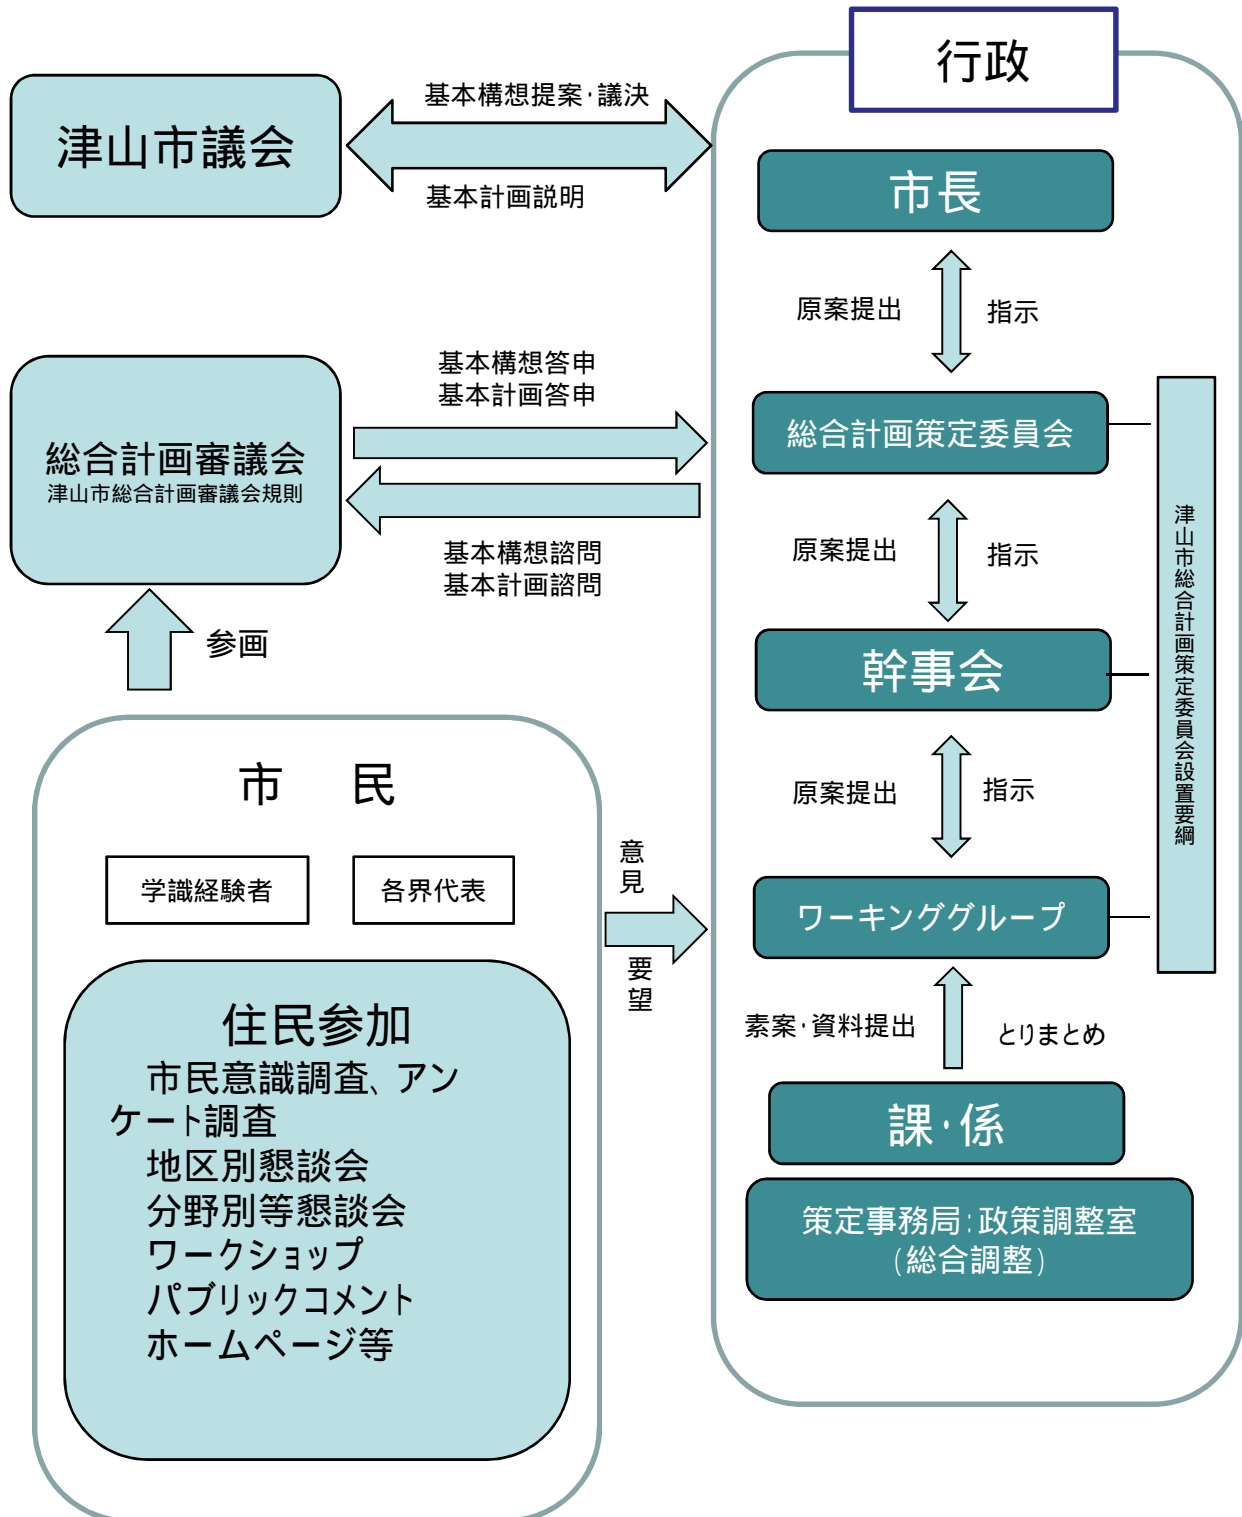 行政
津山市議会
基本構想提案・議決
基本計画説明
市長
原案提出
指示
総合計画審議会
津山市総合計画審議会規則
基本構想答申
基本計画答申
基本構想諮問
基本計画諮問
総合計画策定委員会
原案提出
指示
津山市総合計画策定委員会設置要綱
参画
幹事会
原案提出
指示
市　民
学識経験者
各界代表
意見
要望
ワーキンググループ
素案・資料提出
とりまとめ
住民参加
市民意識調査、アン
ケート調査
地区別懇談会
分野別等懇談会
ワークショップ
パブリックコメント
ホームページ等
課・係
策定事務局：政策調整室
（総合調整）